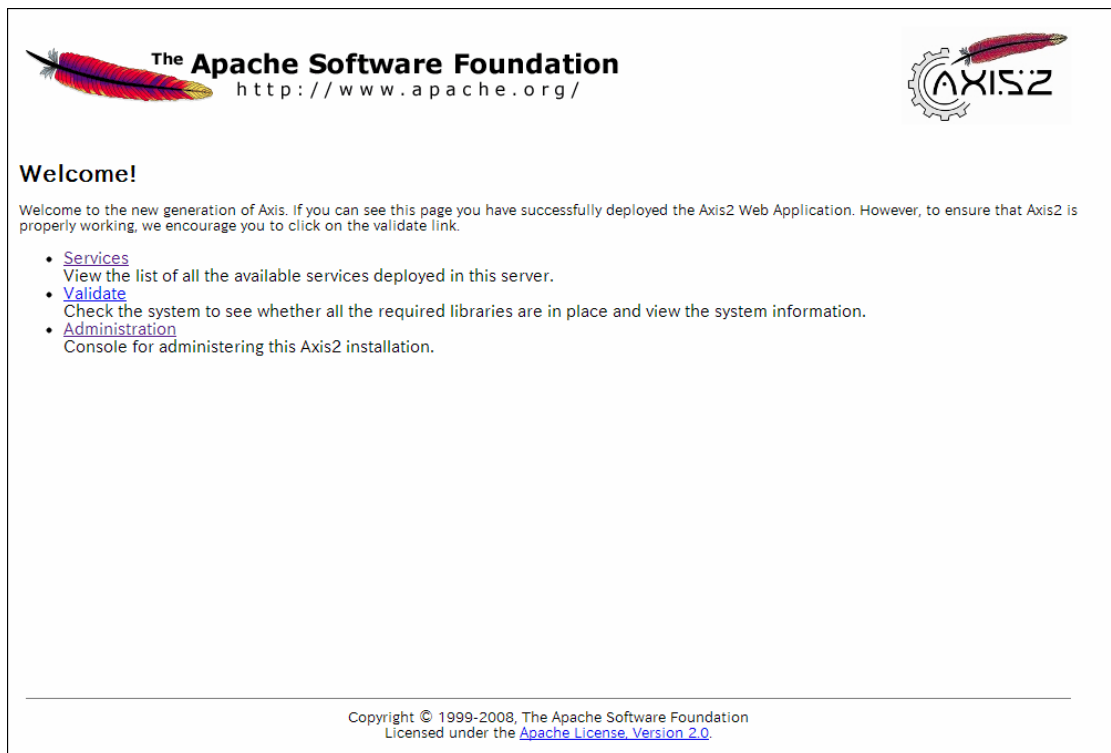 The Apache Software Foundation
http://www.apache.org/
AXIS2
Welcome!
Welcome to the new generation of Axis. If you can see this page you have successfully deployed the Axis2 Web Application. However, to ensure that Axis2 is
properly working, we encourage you to click on the validate link.
Services
View the list of all the available services deployed in this server.
Validate
Check the system to see whether all the required libraries are in place and view the system information.
Administration
Console for administering this Axis2 installation.
Copyright © 1999-2008, The Apache Software Foundation
Licensed under the Apache License, Version 2.0.